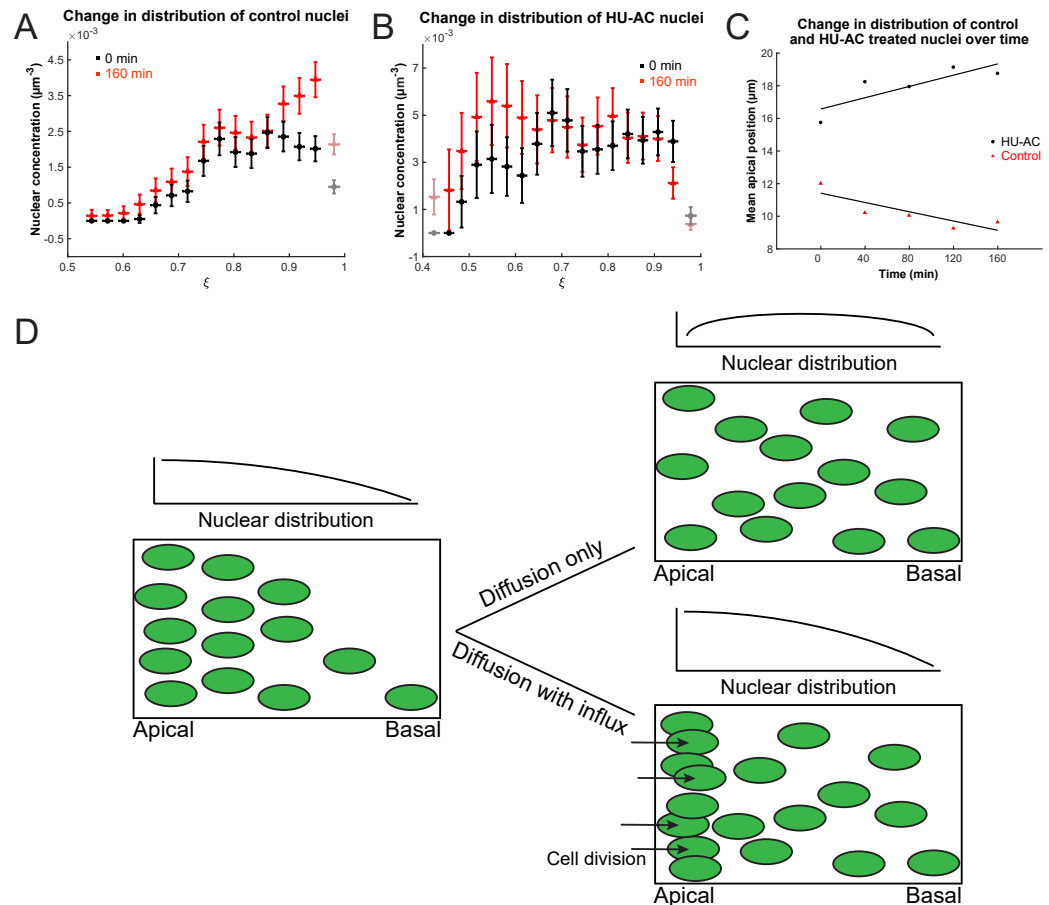 A
Change in distribution of control nuclei
×10⁻³
Nuclear concentration (μm⁻³)
4.5
3.5
2.5
1.5
0.5
-0.5
0 min
160 min
0.5
0.6
0.7
0.8
0.9
1
ξ
B
Change in distribution of HU-AC nuclei
×10⁻³
Nuclear concentration (μm⁻³)
7
5
3
1
-1
0 min
160 min
0.4
0.5
0.6
0.7
0.8
0.9
1
ξ
C
Change in distribution of control
and HU-AC treated nuclei over time
Mean apical position (μm)
20
18
16
14
12
10
8
HU-AC
Control
0
40
80
120
160
Time (min)
D
Nuclear distribution
Apical
Basal
Diffusion only
Diffusion with influx
Nuclear distribution
Apical
Basal
Nuclear distribution
Cell division
Apical
Basal